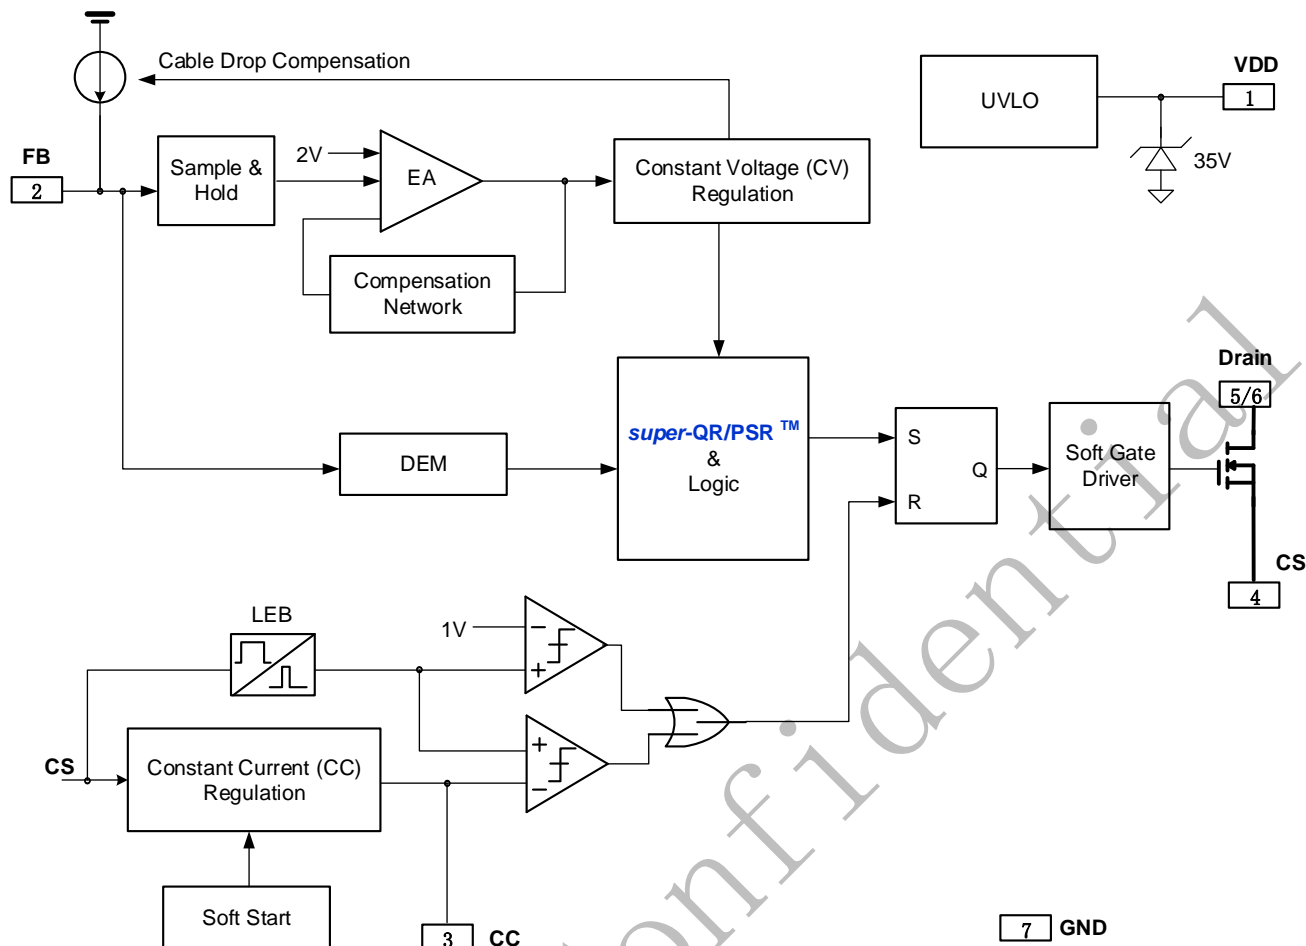 Cable Drop Compensation
VDD
1
UVLO
35V
FB
2
Sample &
Hold
2V
EA
Constant Voltage (CV)
Regulation
Compensation
Network
Drain
5/6
super-QR/PSR TM
&
Logic
DEM
S
Q
R
Soft Gate
Driver
CS
4
LEB
1V
−
+
+
−
CS
Constant Current (CC)
Regulation
Soft Start
3
CC
7
GND
onfidential